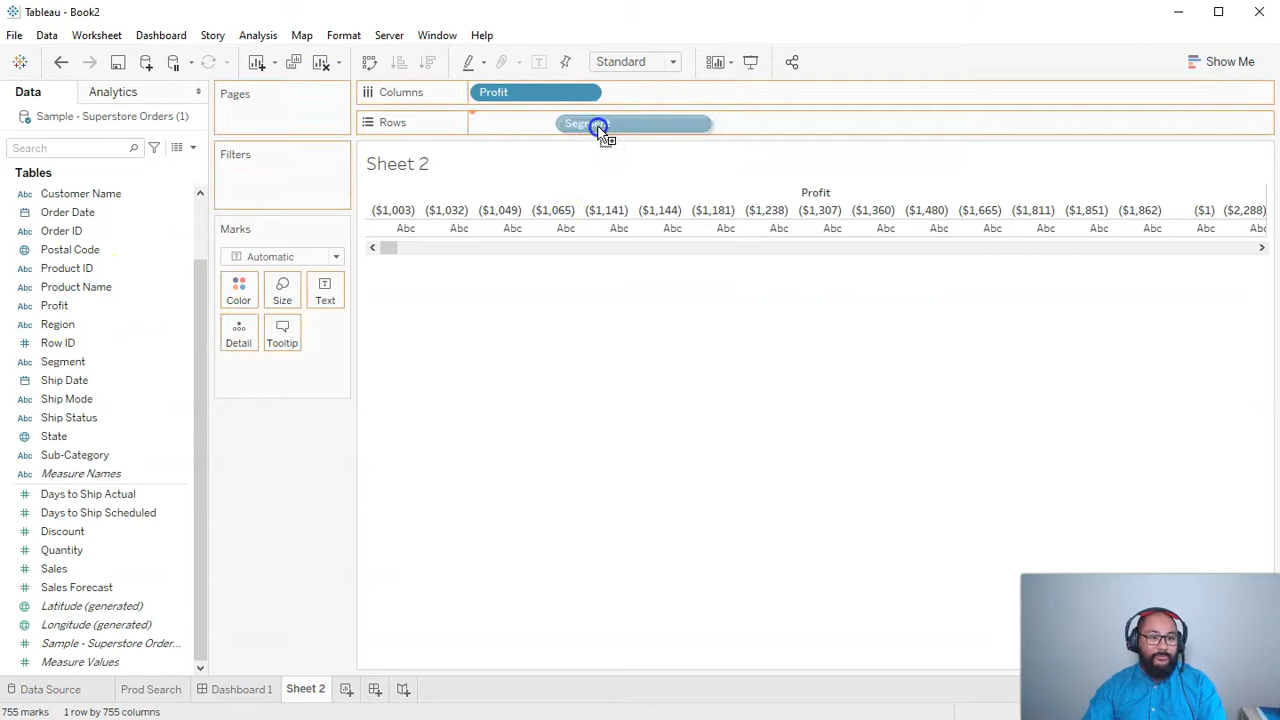 Tableau - Book2
File Data Worksheet Dashboard Story Analysis Map Format Server Window Help
Standard
Show Me
Data Analytics
Sample - Superstore Orders (1)
Search
Tables
Customer Name
Order Date
Order ID
Postal Code
Product ID
Product Name
Profit
Region
Row ID
Segment
Ship Date
Ship Mode
Ship Status
State
Sub-Category
Measure Names
Days to Ship Actual
Days to Ship Scheduled
Discount
Quantity
Sales
Sales Forecast
Latitude (generated)
Longitude (generated)
Sample - Superstore Order...
Measure Values
Pages
Filters
Marks
Automatic
Color Size Text
Detail Tooltip
Columns Profit
Rows Segment
Sheet 2
Profit
($1,003) ($1,032) ($1,049) ($1,065) ($1,141) ($1,144) ($1,181) ($1,238) ($1,307) ($1,360) ($1,480) ($1,665) ($1,811) ($1,851) ($1,862) ($1) ($2,288)
Abc Abc Abc Abc Abc Abc Abc Abc Abc Abc Abc Abc Abc Abc Abc Abc Abc
Data Source Prod Search Dashboard 1 Sheet 2
755 marks 1 row by 755 columns